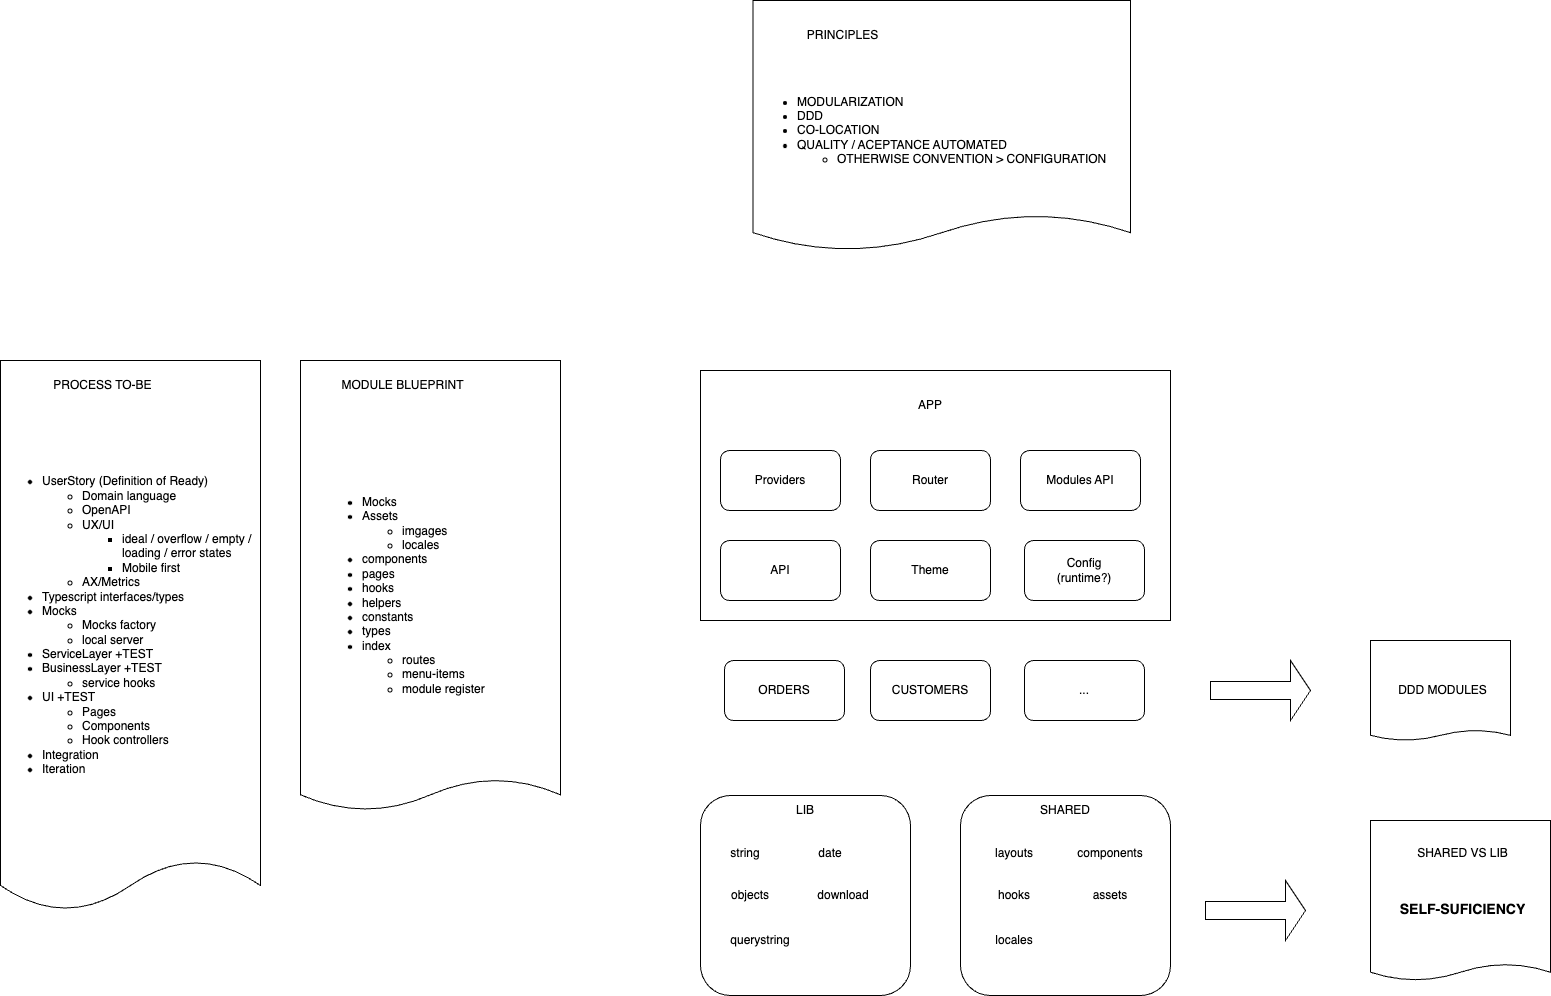 PRINCIPLES
MODULARIZATION
DDD
CO-LOCATION
QUALITY / ACEPTANCE AUTOMATED
OTHERWISE CONVENTION > CONFIGURATION
PROCESS TO-BE
UserStory (Definition of Ready)
Domain language
OpenAPI
UX/UI
ideal / overflow / empty /
loading / error states
Mobile first
AX/Metrics
Typescript interfaces/types
Mocks
Mocks factory
local server
ServiceLayer +TEST
BusinessLayer +TEST
service hooks
UI +TEST
Pages
Components
Hook controllers
Integration
Iteration
MODULE BLUEPRINT
Mocks
Assets
imgages
locales
components
pages
hooks
helpers
constants
types
index
routes
menu-items
module register
APP
Providers
Router
Modules API
API
Theme
Config
(runtime?)
ORDERS
CUSTOMERS
...
DDD MODULES
LIB
string
date
objects
download
querystring
SHARED
layouts
components
hooks
assets
locales
SHARED VS LIB
SELF-SUFICIENCY